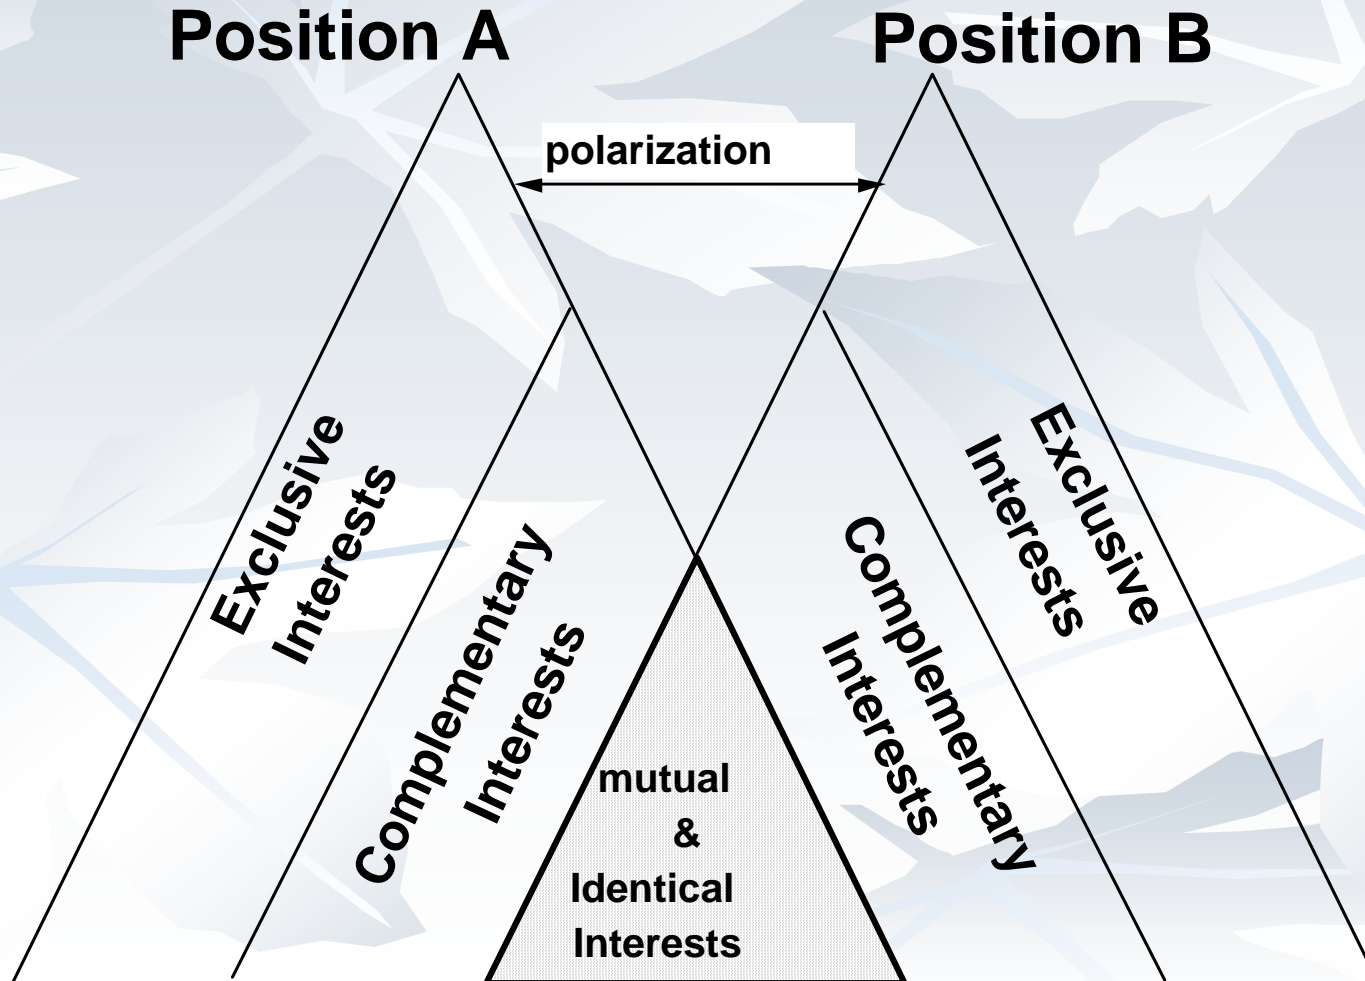 Position A
Position B
polarization
Exclusive
Interests
Complementary
Interests
mutual
&
Identical
Interests
Complementary
Interests
Exclusive
Interests